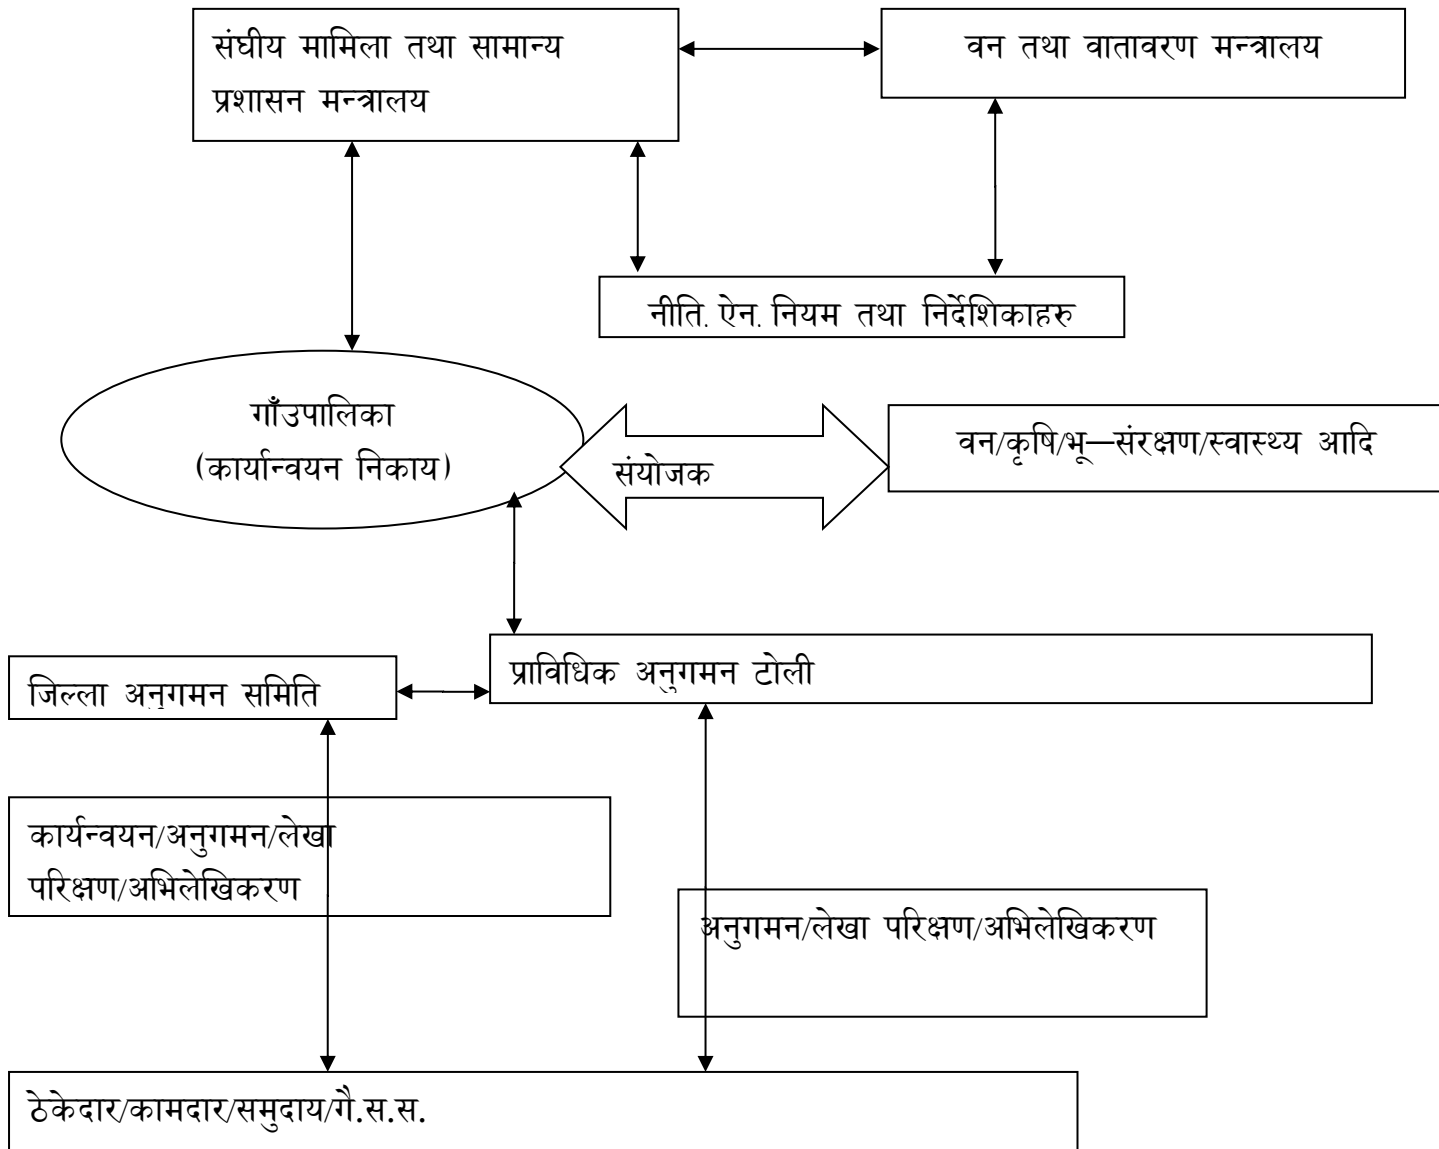 संघीय मामिला तथा सामान्य
प्रशासन मन्त्रालय
वन तथा वातावरण मन्त्रालय
नीति. ऐन. नियम तथा निर्देशिकाहरु
गाँउपालिका
(कार्यान्वयन निकाय)
संयोजक
वन/कृषि/भू—संरक्षण/स्वास्थ्य आदि
प्राविधिक अनुगमन टोली
जिल्ला अनुगमन समिति
कार्यन्वयन/अनुगमन/लेखा
परिक्षण/अभिलेखिकरण
अनुगमन/लेखा परिक्षण/अभिलेखिकरण
ठेकेदार/कामदार/समुदाय/गै.स.स.